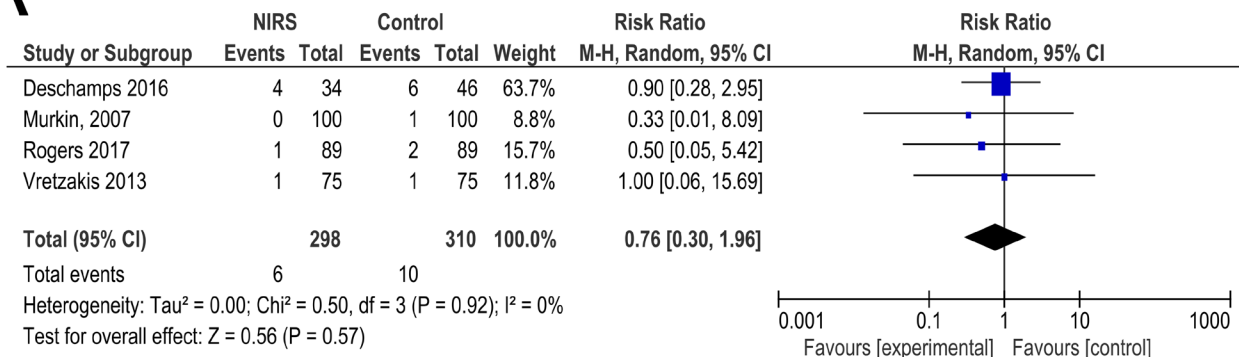 NIRS Control Risk Ratio Risk Ratio
Study or Subgroup Events Total Events Total Weight M-H, Random, 95% CI M-H, Random, 95% CI
Deschamps 2016 4 34 6 46 63.7% 0.90 [0.28, 2.95]
Murkin, 2007 0 100 1 100 8.8% 0.33 [0.01, 8.09]
Rogers 2017 1 89 2 89 15.7% 0.50 [0.05, 5.42]
Vretzakis 2013 1 75 1 75 11.8% 1.00 [0.06, 15.69]
Total (95% CI) 298 310 100.0% 0.76 [0.30, 1.96]
Total events 6 10
Heterogeneity: Tau² = 0.00; Chi² = 0.50, df = 3 (P = 0.92); I² = 0%
Test for overall effect: Z = 0.56 (P = 0.57)
0.001 0.1 1 10 1000
Favours [experimental] Favours [control]